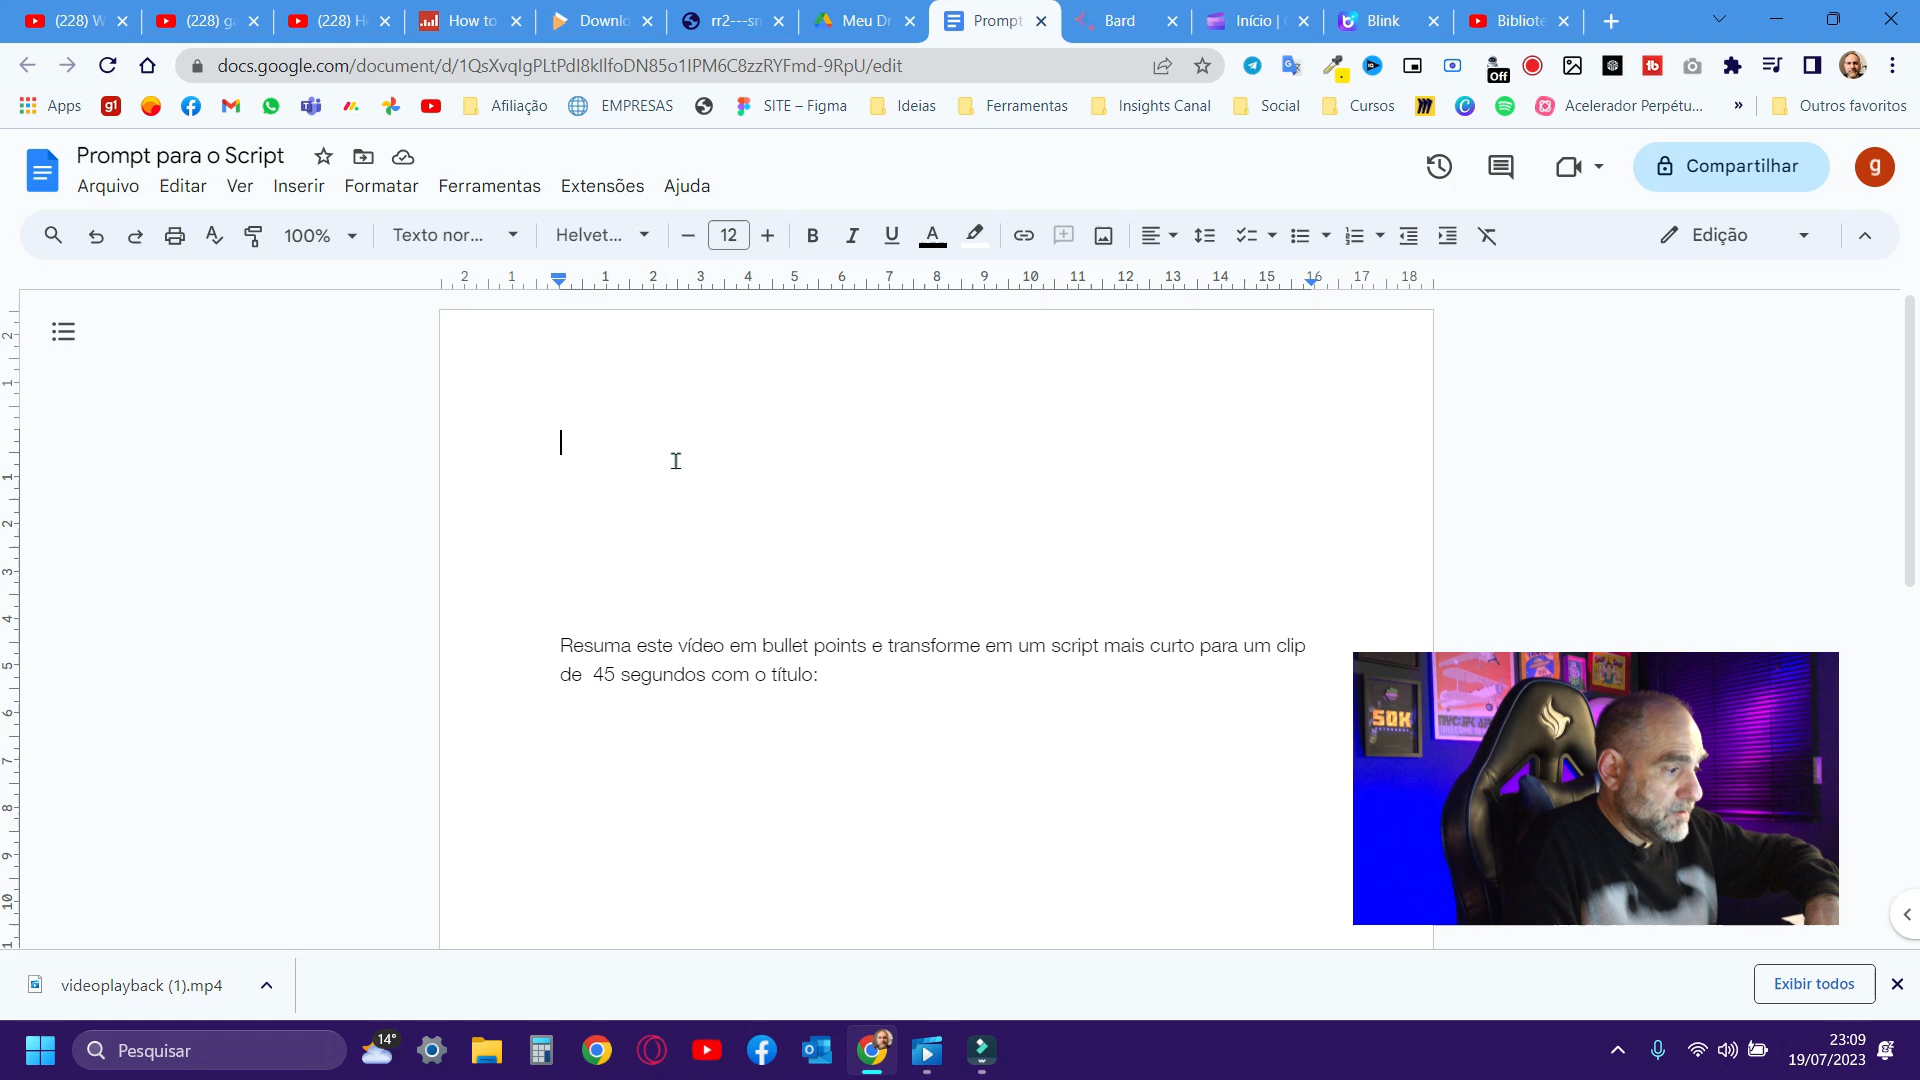 (228) W
(228) ga
(228) H
How to
Downlo
rr2---sn
Meu Dr
Prompt
Bard
Início |
Blink
Bibliote
docs.google.com/document/d/1QsXvqIgPLtPdI8kIlfoDN85o1IPM6C8zzRYFmd-9RpU/edit
Off
Apps
Afiliação
EMPRESAS
SITE – Figma
Ideias
Ferramentas
Insights Canal
Social
Cursos
Acelerador Perpétu...
»
Outros favoritos
Prompt para o Script
Compartilhar
g
Arquivo Editar Ver Inserir Formatar Ferramentas Extensões Ajuda
100% Texto nor... Helvet... 12 Edição
2 1 1 2 3 4 5 6 7 8 9 10 11 12 13 14 15 16 17 18
Resuma este vídeo em bullet points e transforme em um script mais curto para um clip
de 45 segundos com o título:
SOK
videoplayback (1).mp4
Exibir todos
Pesquisar
14°
23:09
19/07/2023